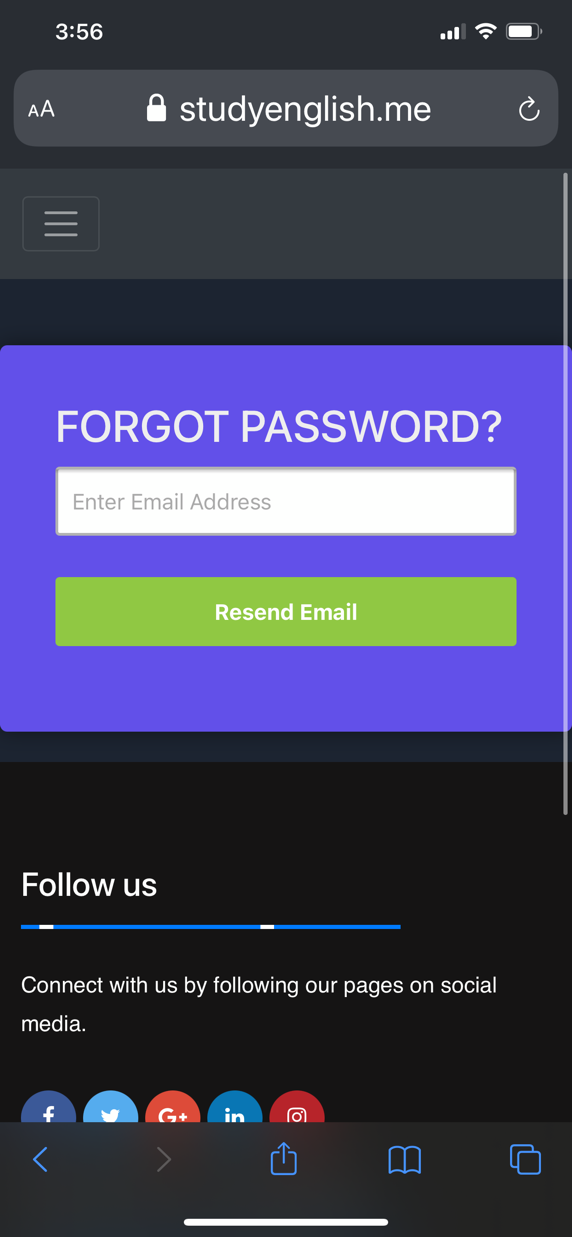 3:56
AA
studyenglish.me
FORGOT PASSWORD?
Enter Email Address
Resend Email
Follow us
Connect with us by following our pages on social
media.
f
G+
in